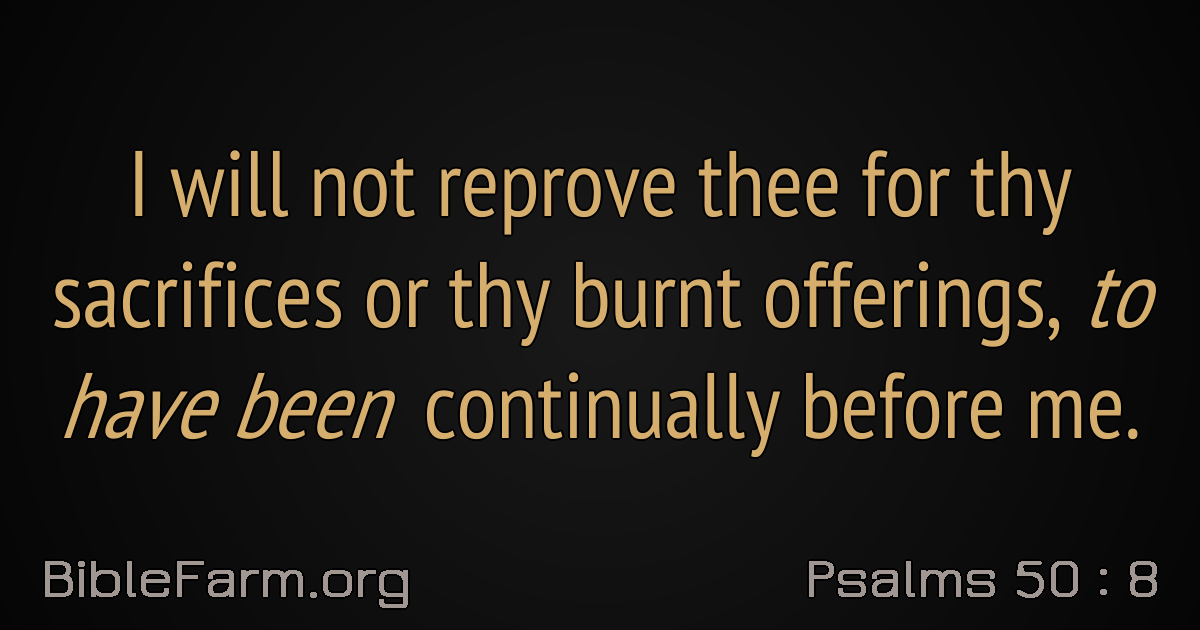 I will not reprove thee for thy
sacrifices or thy burnt offerings, to
have been continually before me.
BibleFarm.org
Psalms 50 : 8